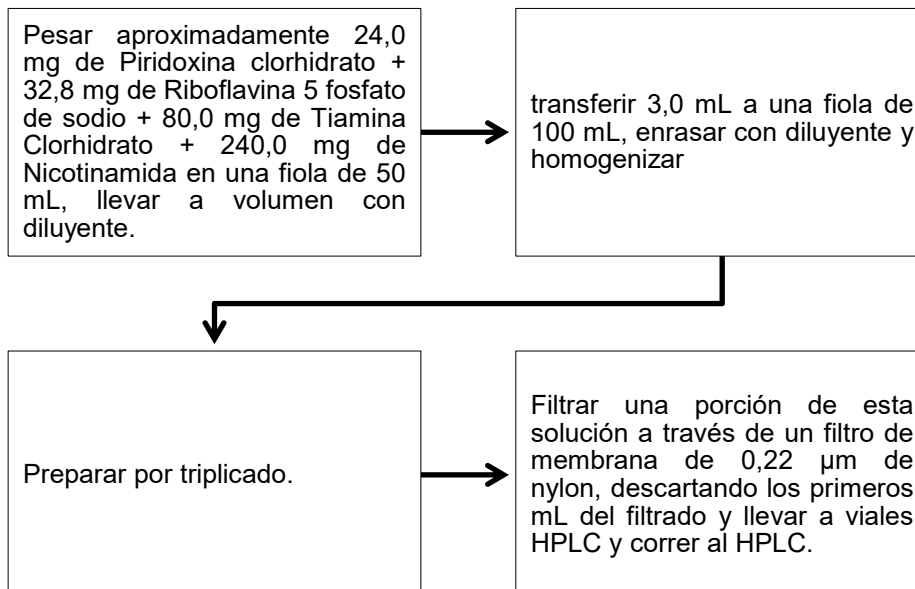 Pesar aproximadamente 24,0
mg de Piridoxina clorhidrato +
32,8 mg de Riboflavina 5 fosfato
de sodio + 80,0 mg de Tiamina
Clorhidrato + 240,0 mg de
Nicotinamida en una fiola de 50
mL, llevar a volumen con
diluyente.
transferir 3,0 mL a una fiola de
100 mL, enrasar con diluyente y
homogenizar
Preparar por triplicado.
Filtrar una porción de esta
solución a través de un filtro de
membrana de 0,22 µm de
nylon, descartando los primeros
mL del filtrado y llevar a viales
HPLC y correr al HPLC.